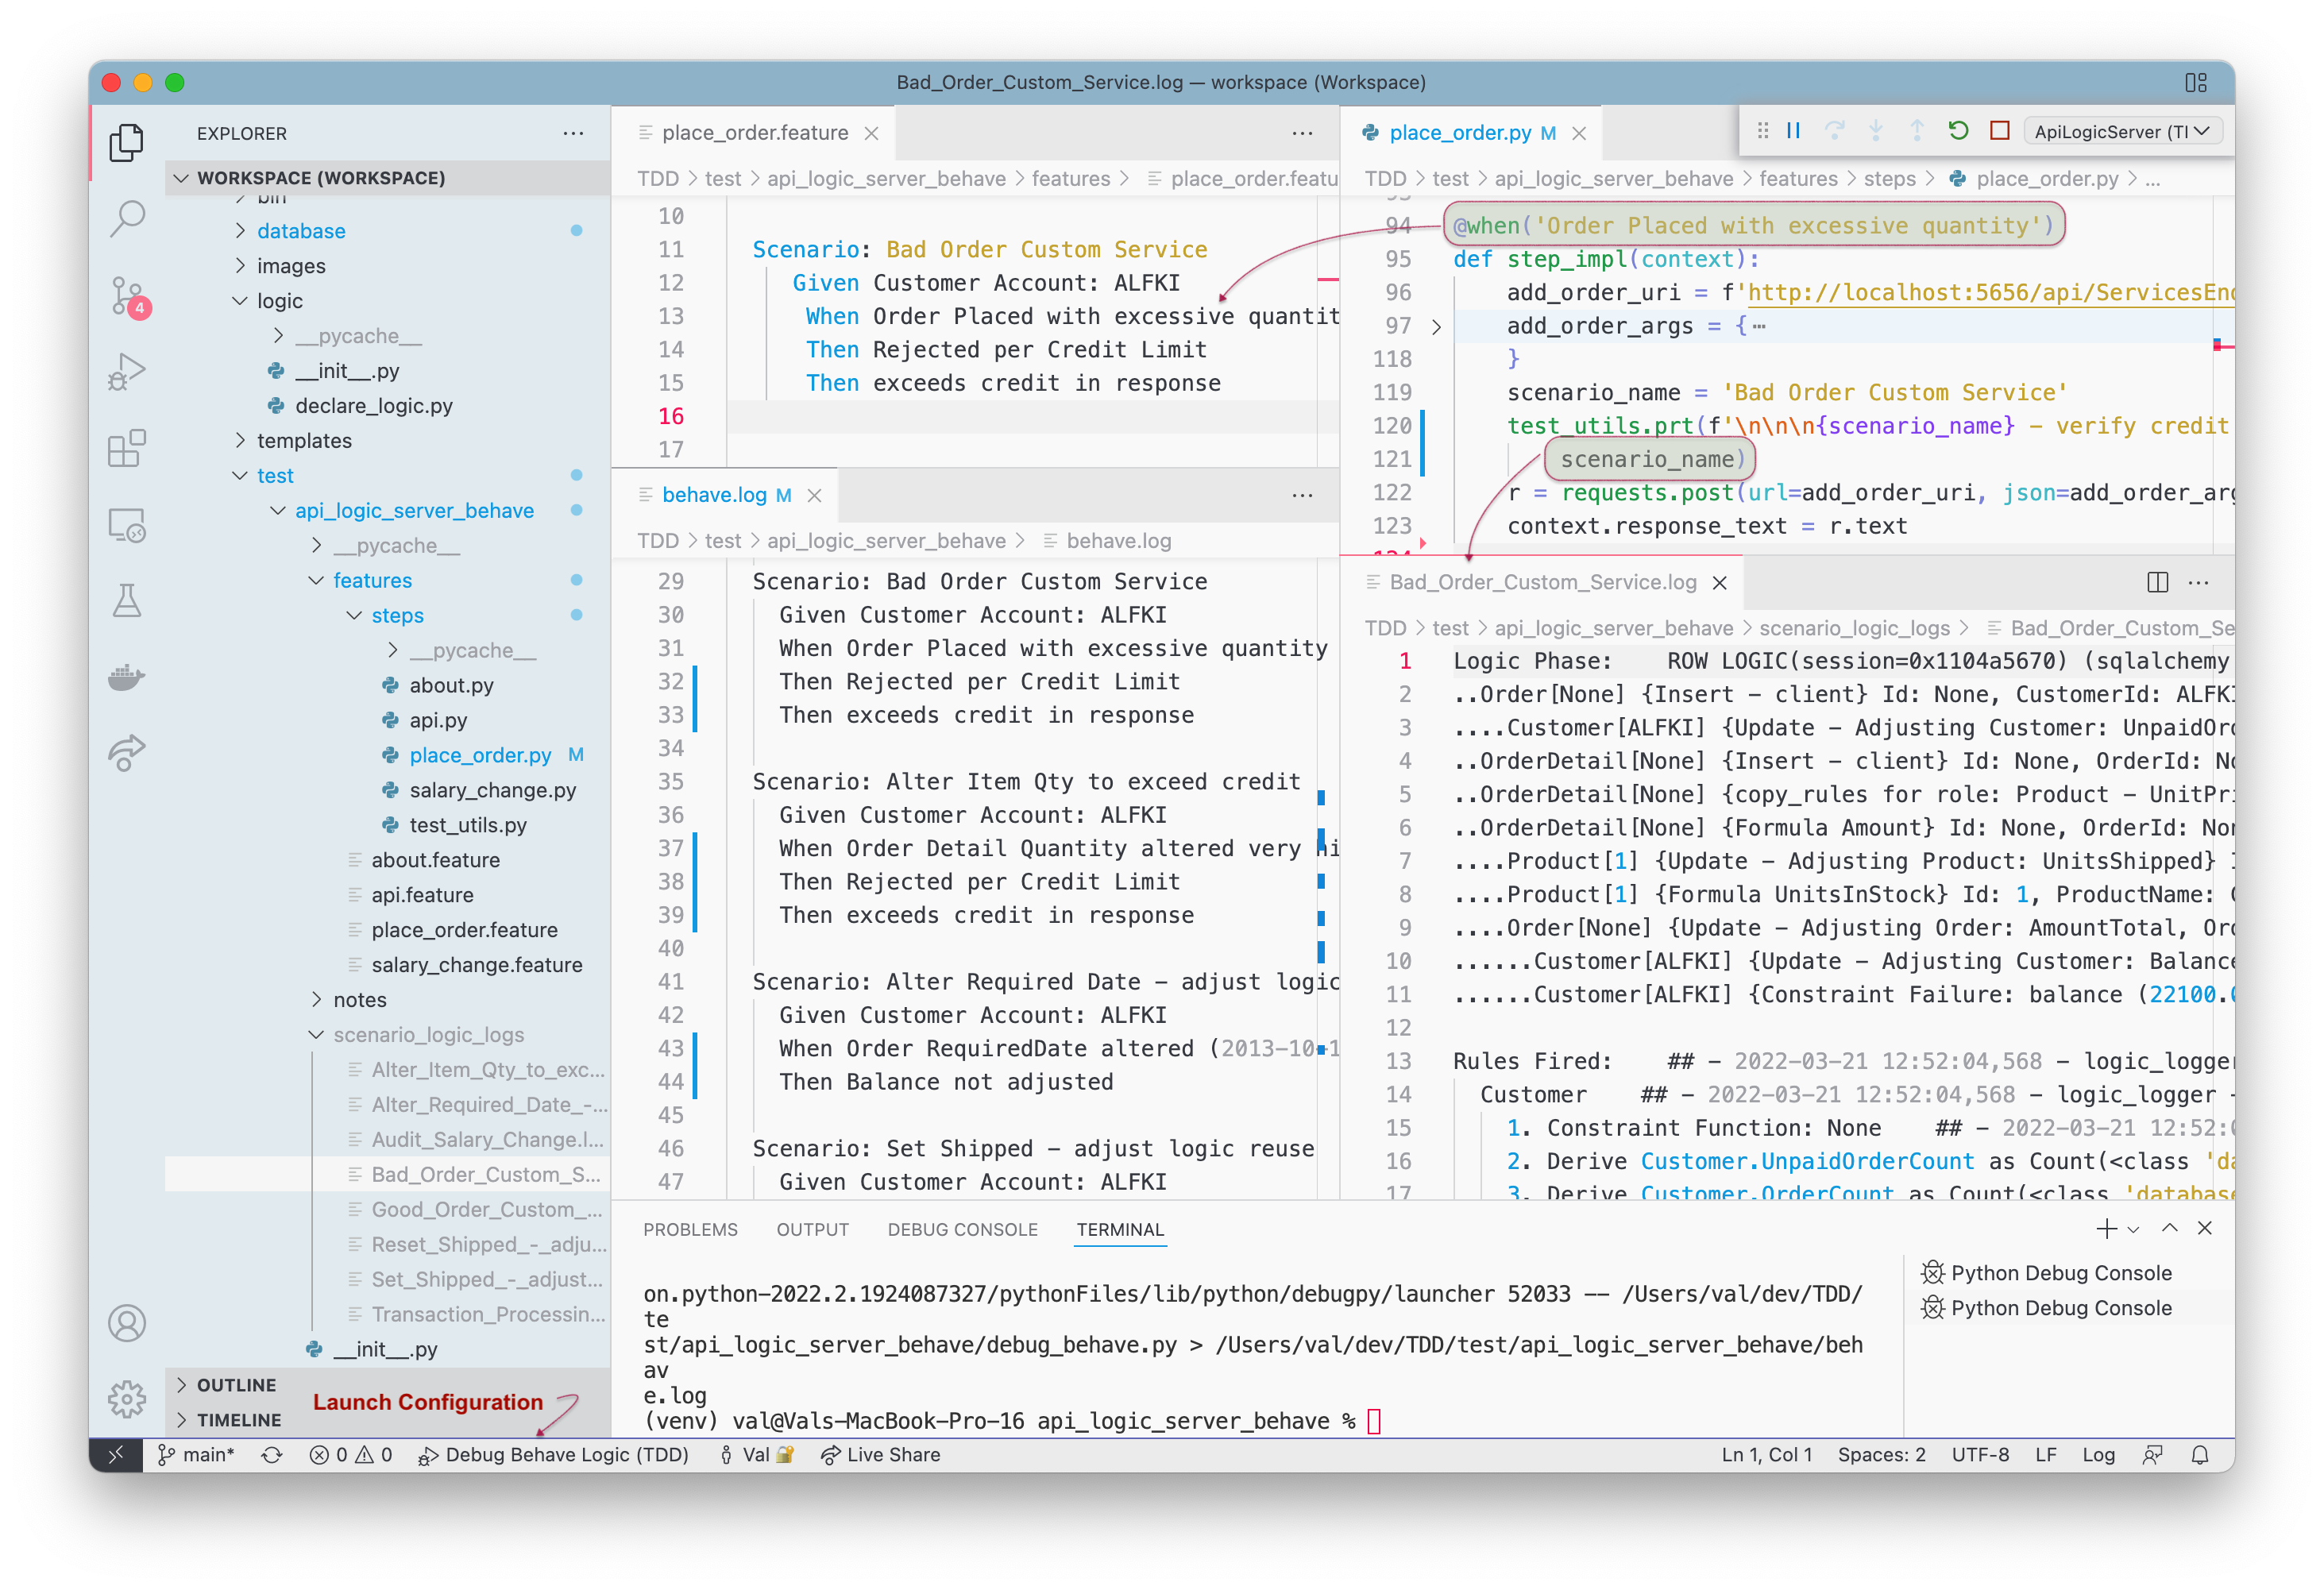 Bad_Order_Custom_Service.log — workspace (Workspace)
EXPLORER
WORKSPACE (WORKSPACE)
bin
database
images
logic
__pycache__
__init__.py
declare_logic.py
templates
test
api_logic_server_behave
__pycache__
features
steps
__pycache__
about.py
api.py
place_order.py M
salary_change.py
test_utils.py
about.feature
api.feature
place_order.feature
salary_change.feature
notes
scenario_logic_logs
Alter_Item_Qty_to_exc...
Alter_Required_Date_-...
Audit_Salary_Change.l...
Bad_Order_Custom_S...
Good_Order_Custom_...
Reset_Shipped_-_adju...
Set_Shipped_-_adjust...
Transaction_Processin...
__init__.py
OUTLINE
TIMELINE
Launch Configuration
4
place_order.feature
TDD > test > api_logic_server_behave > features > place_order.featu
10
11 Scenario: Bad Order Custom Service
12 Given Customer Account: ALFKI
13 When Order Placed with excessive quantit
14 Then Rejected per Credit Limit
15 Then exceeds credit in response
16
17
behave.log M
TDD > test > api_logic_server_behave > behave.log
29 Scenario: Bad Order Custom Service
30 Given Customer Account: ALFKI
31 When Order Placed with excessive quantity
32 Then Rejected per Credit Limit
33 Then exceeds credit in response
34
35 Scenario: Alter Item Qty to exceed credit
36 Given Customer Account: ALFKI
37 When Order Detail Quantity altered very hi
38 Then Rejected per Credit Limit
39 Then exceeds credit in response
40
41 Scenario: Alter Required Date - adjust logic
42 Given Customer Account: ALFKI
43 When Order RequiredDate altered (2013-10-1
44 Then Balance not adjusted
45
46 Scenario: Set Shipped - adjust logic reuse
47 Given Customer Account: ALFKI
place_order.py M
ApiLogicServer (TI
TDD > test > api_logic_server_behave > features > steps > place_order.py > ...
94 @when('Order Placed with excessive quantity')
95 def step_impl(context):
96 add_order_uri = f'http://localhost:5656/api/ServicesEnd
97 add_order_args = {…
118 }
119 scenario_name = 'Bad Order Custom Service'
120 test_utils.prt(f'\n\n\n{scenario_name} - verify credit
121 scenario_name)
122 r = requests.post(url=add_order_uri, json=add_order_arg
123 context.response_text = r.text
Bad_Order_Custom_Service.log
TDD > test > api_logic_server_behave > scenario_logic_logs > Bad_Order_Custom_Se
1 Logic Phase: ROW LOGIC(session=0x1104a5670) (sqlalchemy
2 ..Order[None] {Insert - client} Id: None, CustomerId: ALFKI
3 ....Customer[ALFKI] {Update - Adjusting Customer: UnpaidOrd
4 ..OrderDetail[None] {Insert - client} Id: None, OrderId: No
5 ..OrderDetail[None] {copy_rules for role: Product - UnitPri
6 ..OrderDetail[None] {Formula Amount} Id: None, OrderId: Non
7 ....Product[1] {Update - Adjusting Product: UnitsShipped} I
8 ....Product[1] {Formula UnitsInStock} Id: 1, ProductName: C
9 ....Order[None] {Update - Adjusting Order: AmountTotal, Ord
10 ......Customer[ALFKI] {Update - Adjusting Customer: Balance
11 ......Customer[ALFKI] {Constraint Failure: balance (22100.0
12
13 Rules Fired: ## - 2022-03-21 12:52:04,568 - logic_logger
14 Customer ## - 2022-03-21 12:52:04,568 - logic_logger -
15 1. Constraint Function: None ## - 2022-03-21 12:52:0
16 2. Derive Customer.UnpaidOrderCount as Count(<class 'da
17 3. Derive Customer.OrderCount as Count(<class 'database
PROBLEMS OUTPUT DEBUG CONSOLE TERMINAL
on.python-2022.2.1924087327/pythonFiles/lib/python/debugpy/launcher 52033 -- /Users/val/dev/TDD/
te
st/api_logic_server_behave/debug_behave.py > /Users/val/dev/TDD/test/api_logic_server_behave/beh
av
e.log
(venv) val@Vals-MacBook-Pro-16 api_logic_server_behave %
Python Debug Console
Python Debug Console
main* 0 0 Debug Behave Logic (TDD) Val Live Share Ln 1, Col 1 Spaces: 2 UTF-8 LF Log